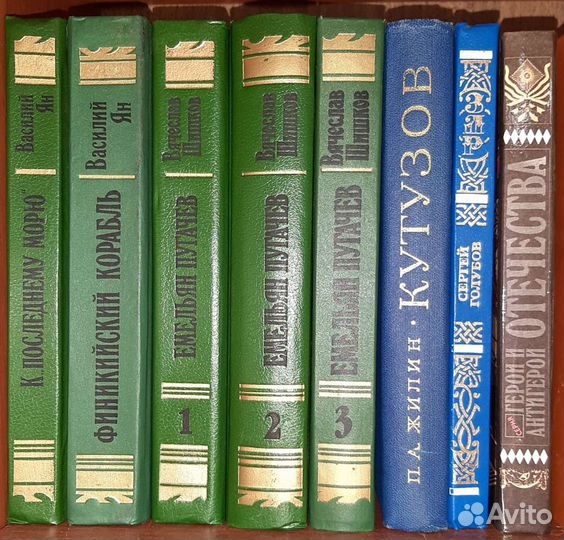 Василий
Ян
К ПОСЛЕДНЕМУ МОРЮ"
Василий
Ян
ФИНИКИЙСКИЙ КОРАБЛЬ
Вячеслав
Шишков
ЕМЕЛЬЯН ПУГАЧЕВ
1
Вячеслав
Шишков
ЕМЕЛЬЯН ПУГАЧЕВ
2
Вячеслав
Шишков
ЕМЕЛЬЯН ПУГАЧЕВ
3
П.А. ЖИЛИН · КУТУЗОВ
СЕРГЕЙ
ГОЛУБОВ
ГЕРОИ И
АНТИГЕРОИ
ОТЕЧЕСТВА
Avito